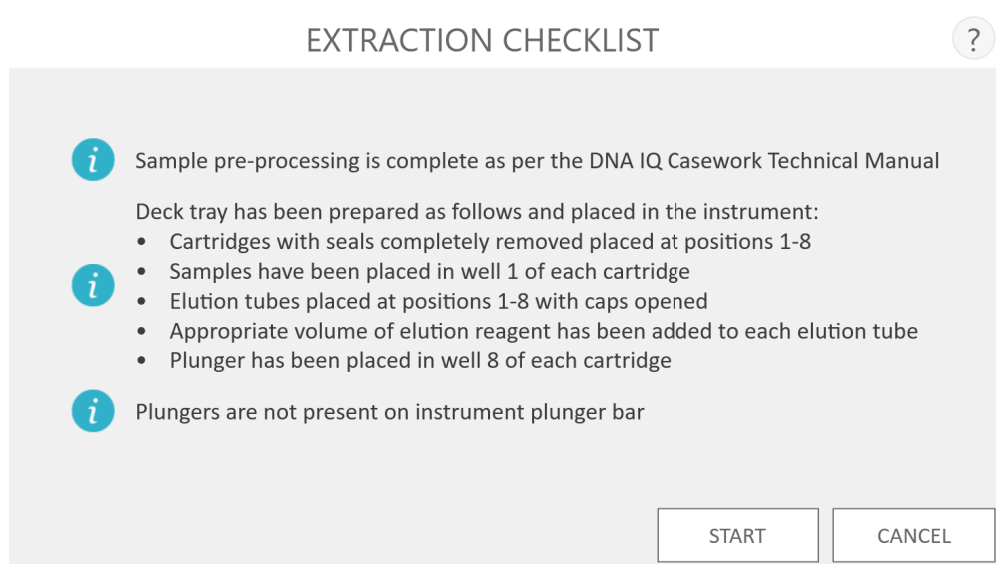 EXTRACTION CHECKLIST
?
i
Sample pre-processing is complete as per the DNA IQ Casework Technical Manual
Deck tray has been prepared as follows and placed in the instrument:
• Cartridges with seals completely removed placed at positions 1-8
i
• Samples have been placed in well 1 of each cartridge
• Elution tubes placed at positions 1-8 with caps opened
• Appropriate volume of elution reagent has been added to each elution tube
• Plunger has been placed in well 8 of each cartridge
i
Plungers are not present on instrument plunger bar
START
CANCEL